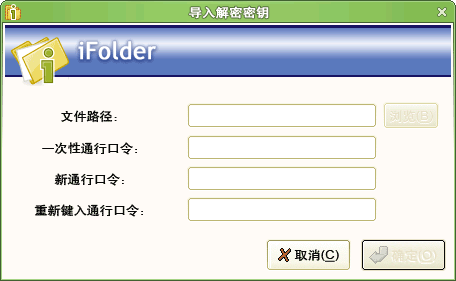 导入解密密钥
iFolder
文件路径：
浏览(B)
一次性通行口令：
新通行口令：
重新键入通行口令：
取消(C)
确定(O)